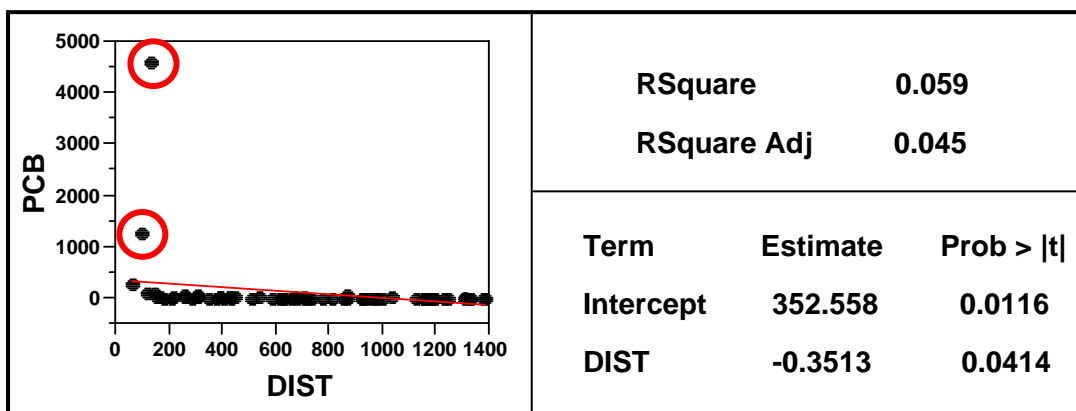 5000
4000
3000
2000
1000
0
PCB
0 200 400 600 800 1000 1200 1400
DIST
RSquare 0.059
RSquare Adj 0.045
Term Estimate Prob > |t|
Intercept 352.558 0.0116
DIST -0.3513 0.0414